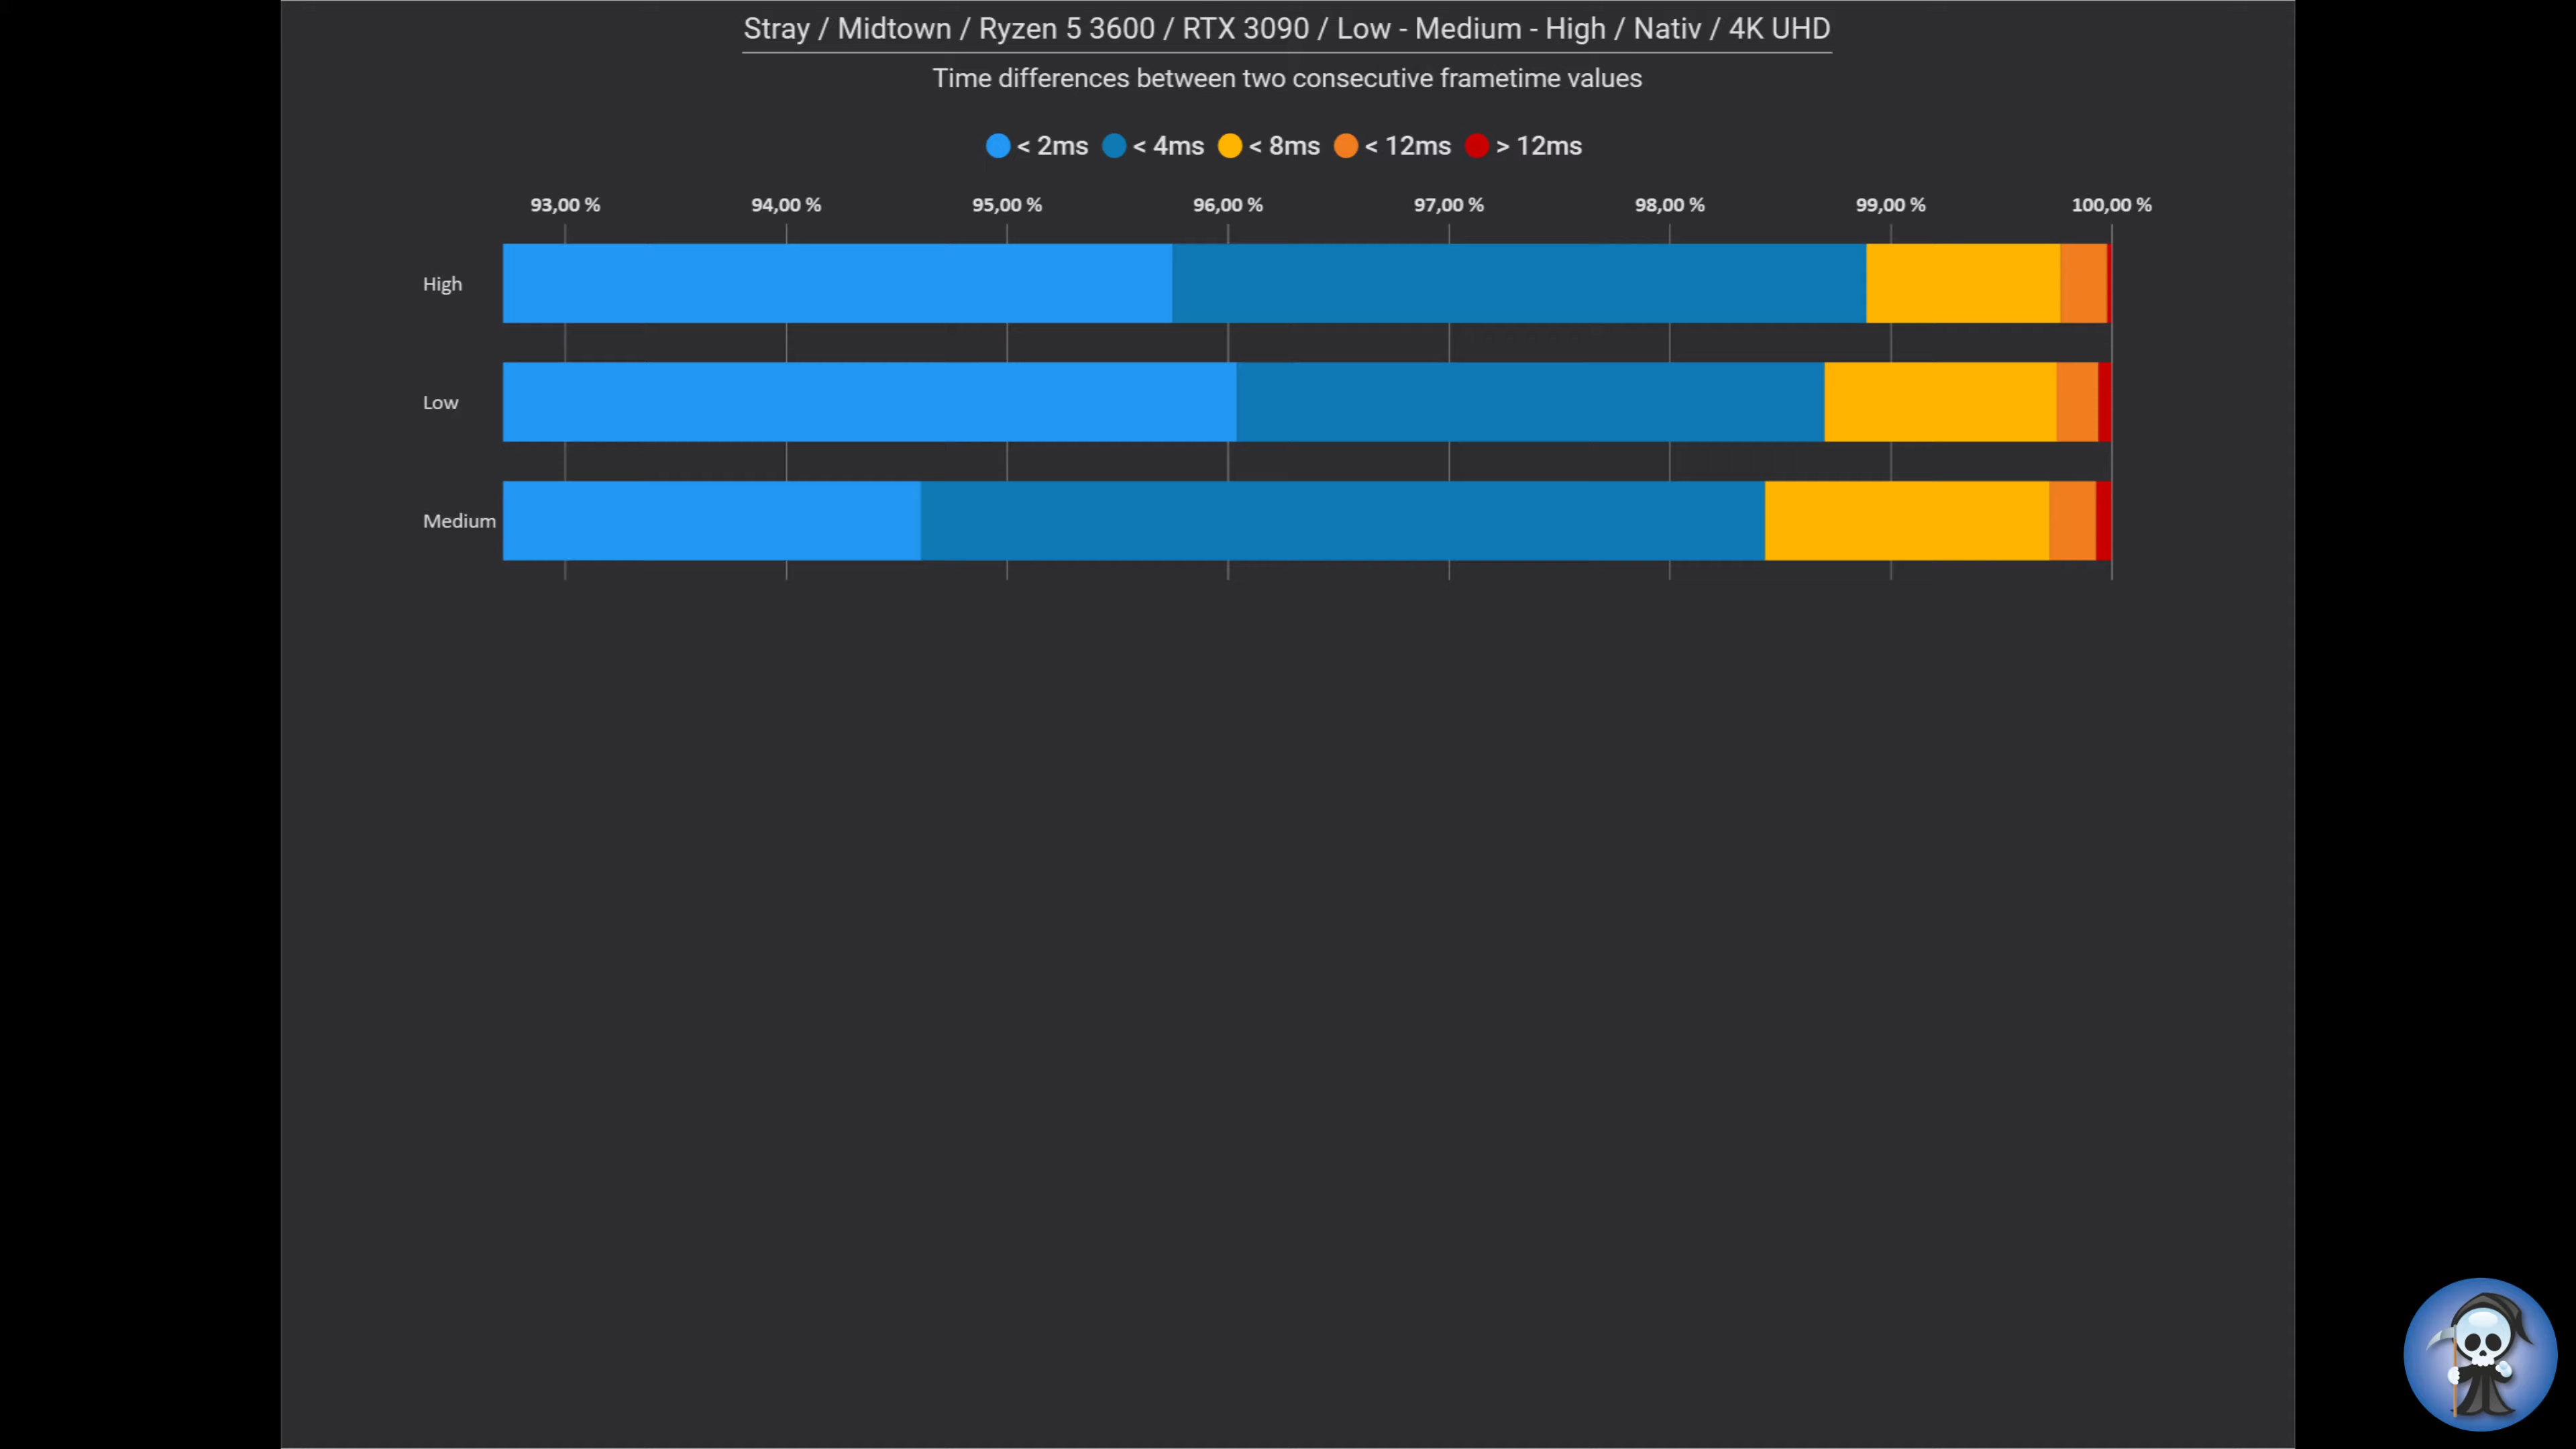 Stray / Midtown / Ryzen 5 3600 / RTX 3090 / Low - Medium - High / Nativ / 4K UHD
Time differences between two consecutive frametime values
< 2ms < 4ms < 8ms < 12ms > 12ms
93,00 % 94,00 % 95,00 % 96,00 % 97,00 % 98,00 % 99,00 % 100,00 %
High
Low
Medium